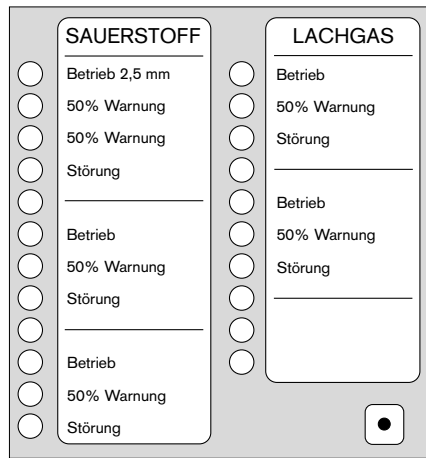 SAUERSTOFF
Betrieb 2,5 mm
50% Warnung
50% Warnung
Störung
Betrieb
50% Warnung
Störung
Betrieb
50% Warnung
Störung
LACHGAS
Betrieb
50% Warnung
Störung
Betrieb
50% Warnung
Störung